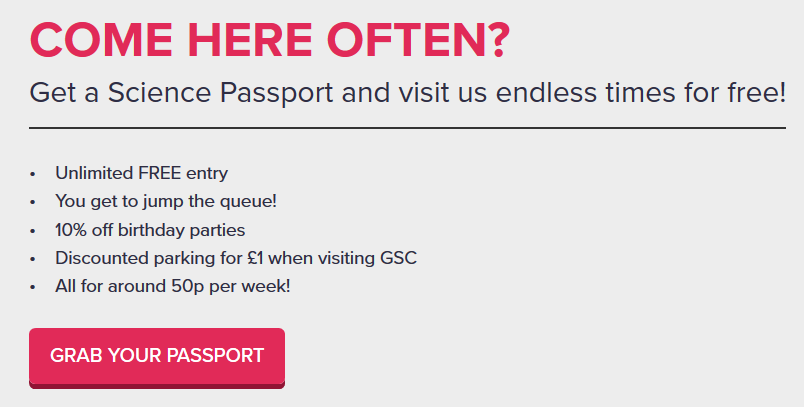 COME HERE OFTEN?
Get a Science Passport and visit us endless times for free!
• Unlimited FREE entry
• You get to jump the queue!
• 10% off birthday parties
• Discounted parking for £1 when visiting GSC
• All for around 50p per week!
GRAB YOUR PASSPORT